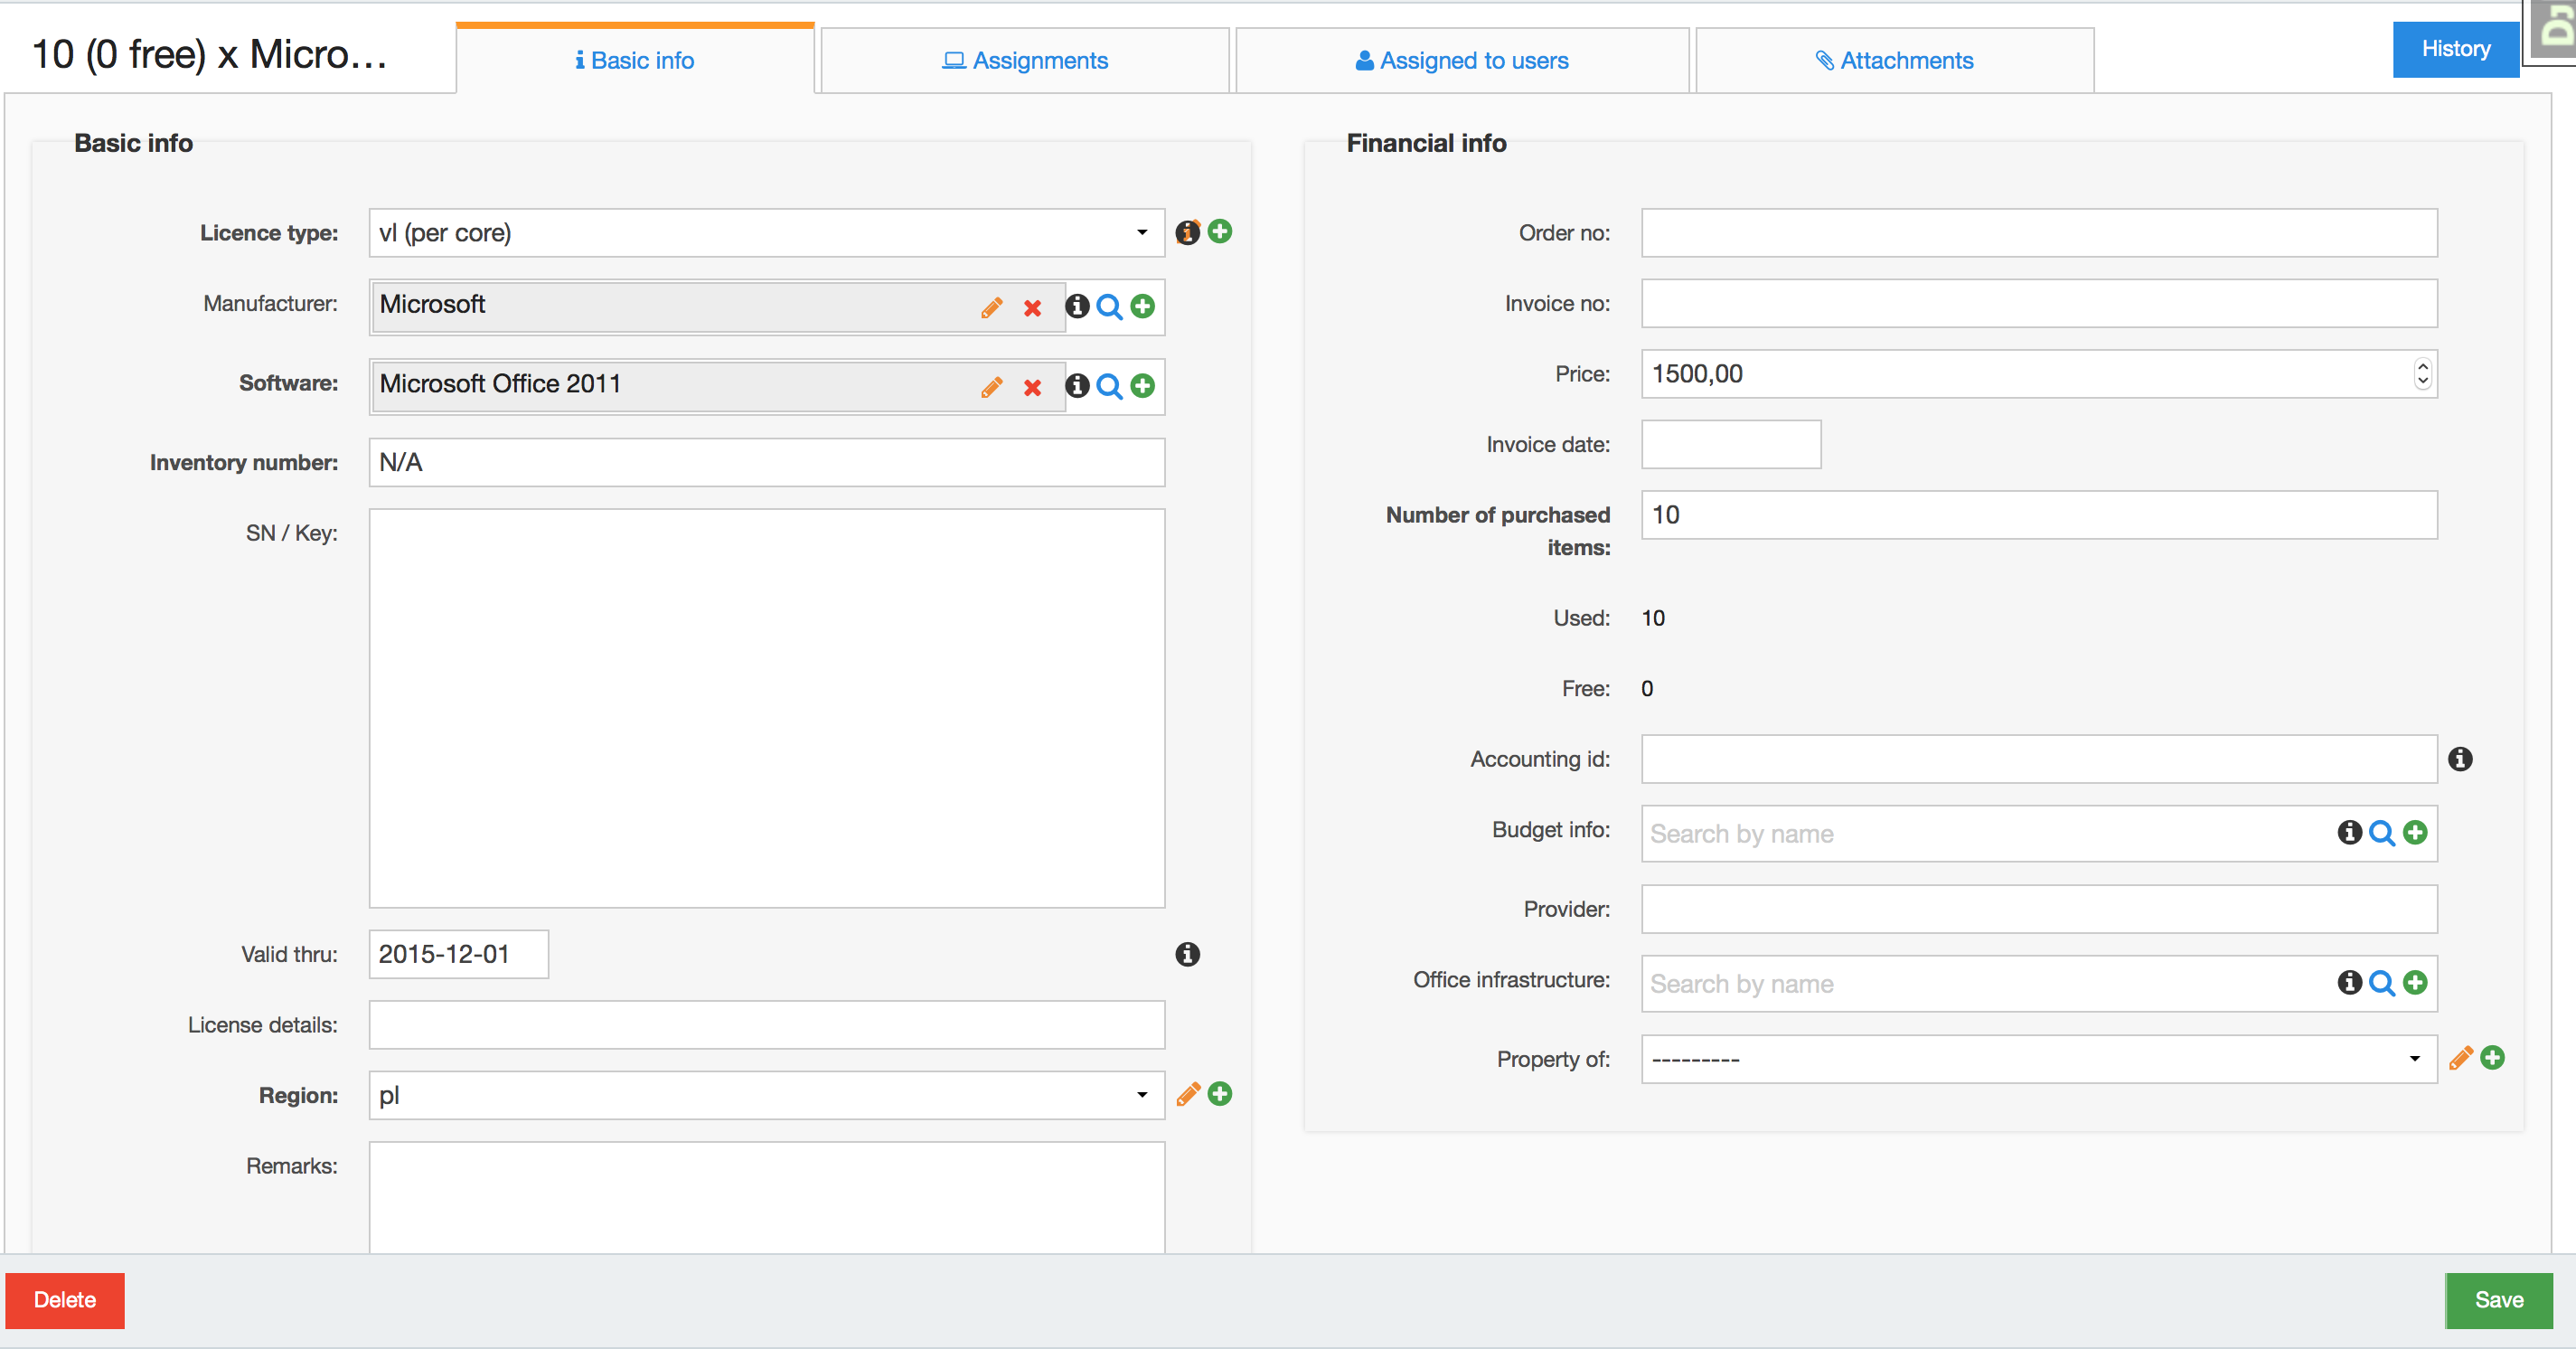 10 (0 free) x Micro...
Basic info
Assignments
Assigned to users
Attachments
History
DJ
Basic info
Licence type:
vl (per core)
Manufacturer:
Microsoft
Software:
Microsoft Office 2011
Inventory number:
N/A
SN / Key:
Valid thru:
2015-12-01
License details:
Region:
pl
Remarks:
Financial info
Order no:
Invoice no:
Price:
1500,00
Invoice date:
Number of purchased
items:
10
Used:
10
Free:
0
Accounting id:
Budget info:
Search by name
Provider:
Office infrastructure:
Search by name
Property of:
---------
Delete
Save